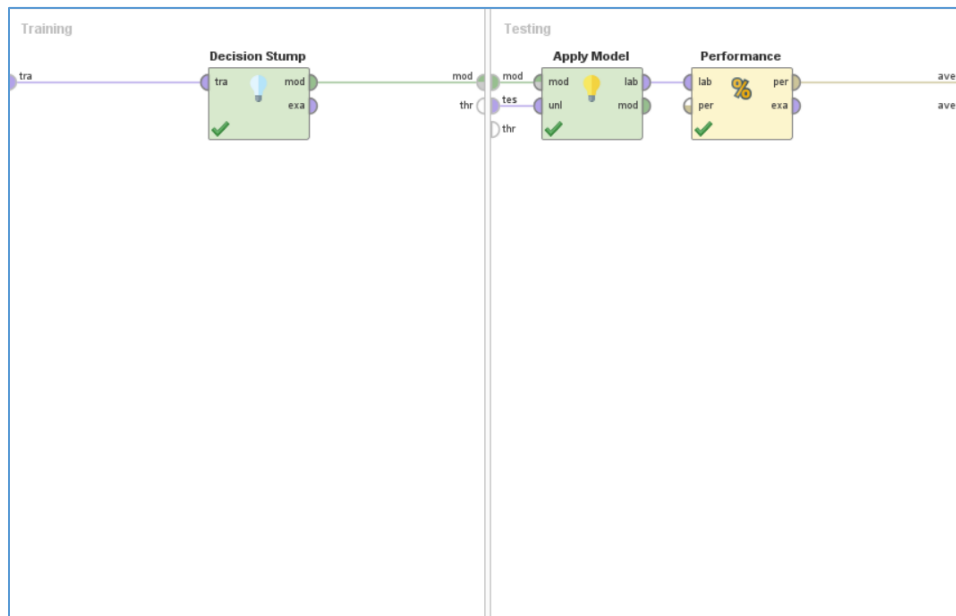 Training
Testing
Decision Stump
Apply Model
Performance
tra
tra
mod
mod
mod
mod
lab
lab
per
ave
exa
thr
tes
unl
mod
per
exa
ave
thr